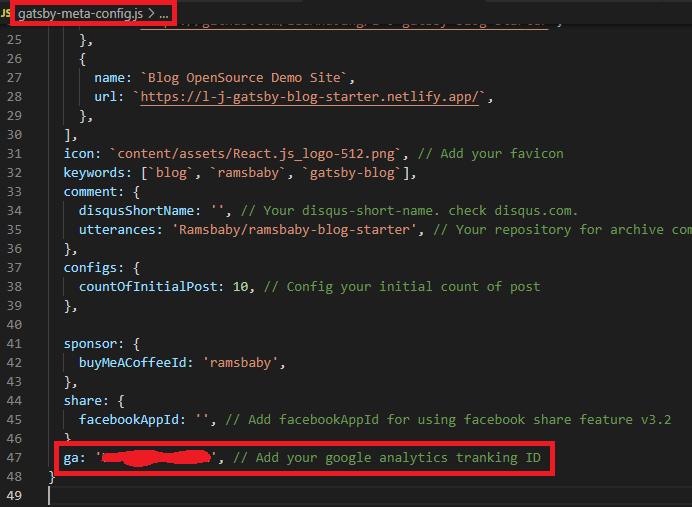 JS gatsby-meta-config.js > ...
25 },
26 {
27 name: `Blog OpenSource Demo Site`,
28 url: `https://l-j-gatsby-blog-starter.netlify.app/`,
29 },
30 ],
31 icon: `content/assets/React.js_logo-512.png`, // Add your favicon
32 keywords: [`blog`, `ramsbaby`, `gatsby-blog`],
33 comment: {
34 disqusShortName: '', // Your disqus-short-name. check disqus.com.
35 utterances: 'Ramsbaby/ramsbaby-blog-starter', // Your repository for archive com
36 },
37 configs: {
38 countOfInitialPost: 10, // Config your initial count of post
39 },
40
41 sponsor: {
42 buyMeACoffeeId: 'ramsbaby',
43 },
44 share: {
45 facebookAppId: '', // Add facebookAppId for using facebook share feature v3.2
46 }
47 ga: '', // Add your google analytics tranking ID
48 }
49